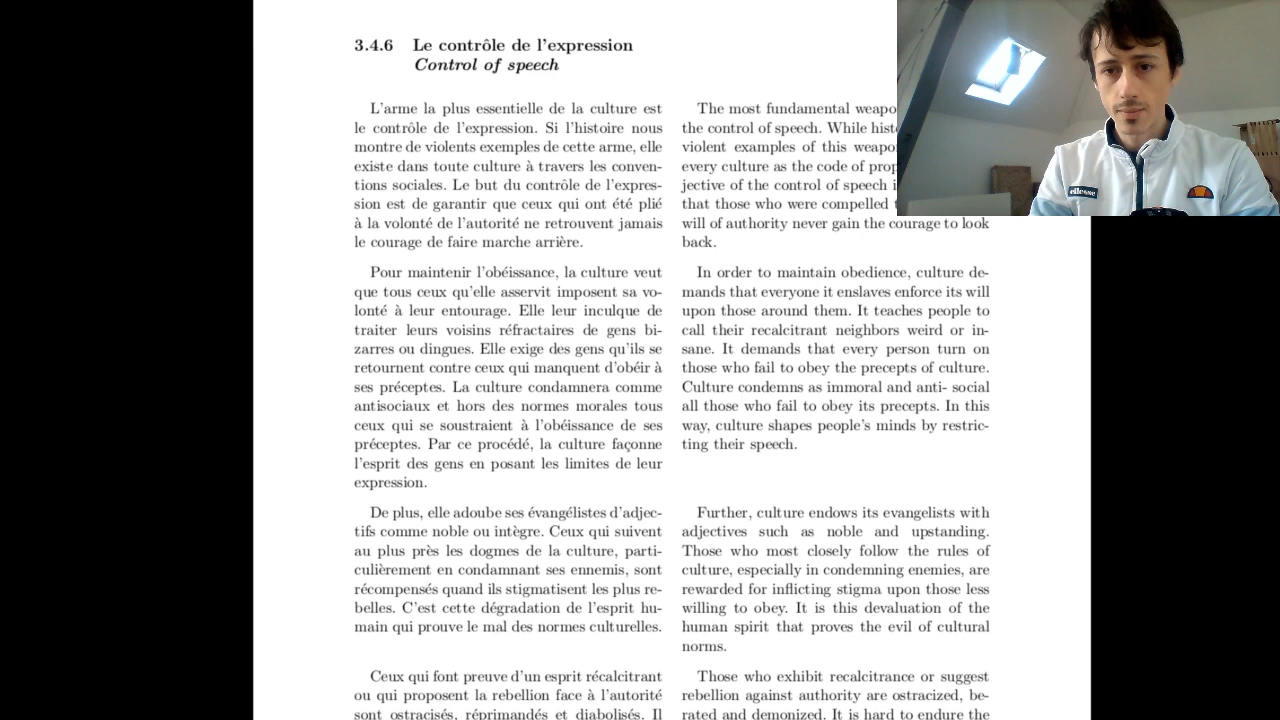 3.4.6 Le contrôle de l'expression
Control of speech
L'arme la plus essentielle de la culture est
le contrôle de l'expression. Si l'histoire nous
montre de violents exemples de cette arme, elle
existe dans toute culture à travers les conven-
tions sociales. Le but du contrôle de l'expres-
sion est de garantir que ceux qui ont été plié
à la volonté de l'autorité ne retrouvent jamais
le courage de faire marche arrière.
Pour maintenir l'obéissance, la culture veut
que tous ceux qu'elle asservit imposent sa vo-
lonté à leur entourage. Elle leur inculque de
traiter leurs voisins réfractaires de gens bi-
zarres ou dingues. Elle exige des gens qu'ils se
retournent contre ceux qui manquent d'obéir à
ses préceptes. La culture condamnera comme
antisociaux et hors des normes morales tous
ceux qui se soustraient à l'obéissance de ses
préceptes. Par ce procédé, la culture façonne
l'esprit des gens en posant les limites de leur
expression.
De plus, elle adoube ses évangélistes d'adjec-
tifs comme noble ou intègre. Ceux qui suivent
au plus près les dogmes de la culture, parti-
culièrement en condamnant ses ennemis, sont
récompensés quand ils stigmatisent les plus re-
belles. C'est cette dégradation de l'esprit hu-
main qui prouve le mal des normes culturelles.
Ceux qui font preuve d'un esprit récalcitrant
ou qui proposent la rebellion face à l'autorité
sont ostracisés, réprimandés et diabolisés. Il
The most fundamental
the control of speech. While
violent examples of this
every culture as the code of
jective of the control of speech
that those who were compelled
will of authority never gain the courage to look
back.
In order to maintain obedience, culture de-
mands that everyone it enslaves enforce its will
upon those around them. It teaches people to
call their recalcitrant neighbors weird or in-
sane. It demands that every person turn on
those who fail to obey the precepts of culture.
Culture condemns as immoral and anti- social
all those who fail to obey its precepts. In this
way, culture shapes people's minds by restric-
ting their speech.
Further, culture endows its evangelists with
adjectives such as noble and upstanding.
Those who most closely follow the rules of
culture, especially in condemning enemies, are
rewarded for inflicting stigma upon those less
willing to obey. It is this devaluation of the
human spirit that proves the evil of cultural
norms.
Those who exhibit recalcitrance or suggest
rebellion against authority are ostracized, be-
rated and demonized. It is hard to endure the
ellesse